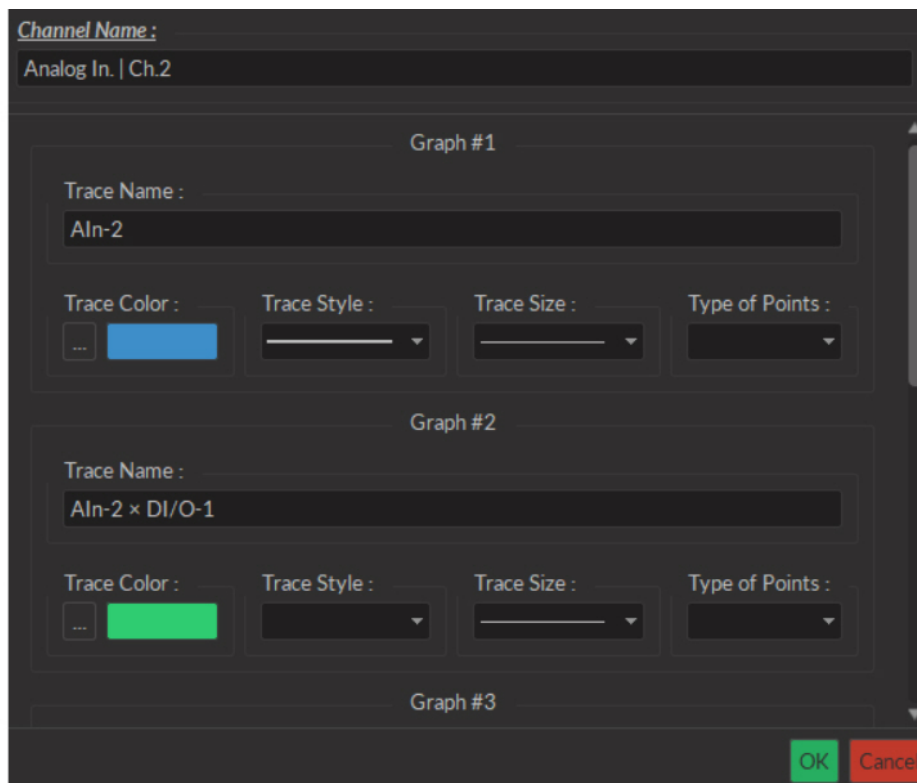 Channel Name :
Analog In. | Ch.2
Graph #1
Trace Name :
AIn-2
Trace Color : Trace Style : Trace Size : Type of Points :
...
Graph #2
Trace Name :
AIn-2 × DI/O-1
Trace Color : Trace Style : Trace Size : Type of Points :
...
Graph #3
OK Cancel